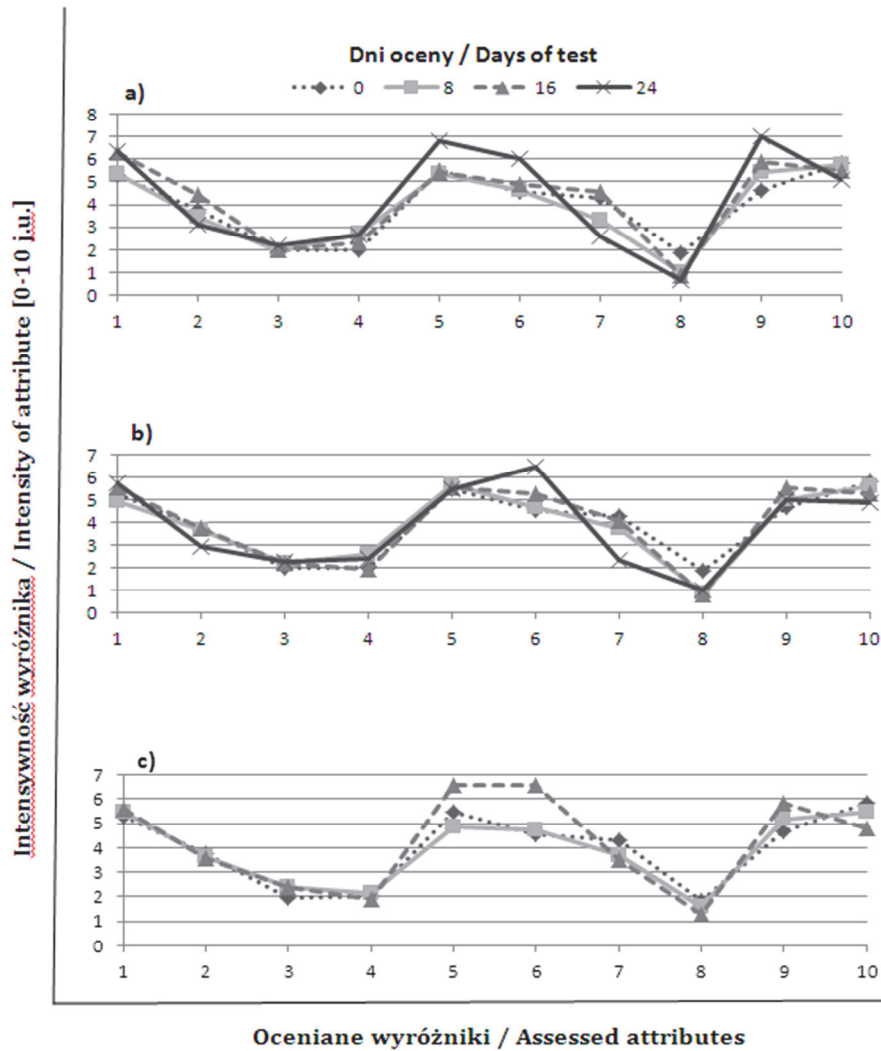 Dni oceny / Days of test
0 8 16 24
Intensywność wyróżnika / Intensity of attribute [0-10 j.u.]
a)
8
7
6
5
4
3
2
1
0
1 2 3 4 5 6 7 8 9 10
b)
7
6
5
4
3
2
1
0
1 2 3 4 5 6 7 8 9 10
c)
7
6
5
4
3
2
1
0
1 2 3 4 5 6 7 8 9 10
Oceniane wyróżniki / Assessed attributes